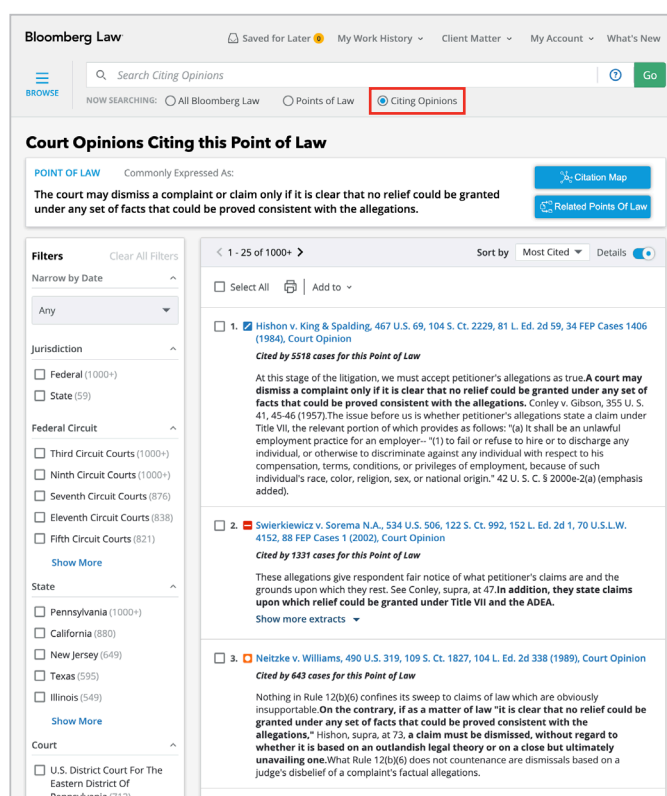 Bloomberg Law
Saved for Later 0 My Work History Client Matter My Account What's New
BROWSE
Search Citing Opinions ? Go
NOW SEARCHING: All Bloomberg Law Points of Law Citing Opinions
Court Opinions Citing this Point of Law
POINT OF LAW Commonly Expressed As:
The court may dismiss a complaint or claim only if it is clear that no relief could be granted
under any set of facts that could be proved consistent with the allegations.
Citation Map
Related Points Of Law
Filters Clear All Filters
Narrow by Date
Any
Jurisdiction
Federal (1000+)
State (59)
Federal Circuit
Third Circuit Courts (1000+)
Ninth Circuit Courts (1000+)
Seventh Circuit Courts (876)
Eleventh Circuit Courts (838)
Fifth Circuit Courts (821)
Show More
State
Pennsylvania (1000+)
California (880)
New Jersey (649)
Texas (595)
Illinois (549)
Show More
Court
U.S. District Court For The
Eastern District Of
1 - 25 of 1000+ Sort by Most Cited Details
Select All Add to
1. Hishon v. King & Spalding, 467 U.S. 69, 104 S. Ct. 2229, 81 L. Ed. 2d 59, 34 FEP Cases 1406
(1984), Court Opinion
Cited by 5518 cases for this Point of Law
At this stage of the litigation, we must accept petitioner's allegations as true.A court may
dismiss a complaint only if it is clear that no relief could be granted under any set of
facts that could be proved consistent with the allegations. Conley v. Gibson, 355 U. S.
41, 45-46 (1957).The issue before us is whether petitioner's allegations state a claim under
Title VII, the relevant portion of which provides as follows: "(a) It shall be an unlawful
employment practice for an employer-- "(1) to fail or refuse to hire or to discharge any
individual, or otherwise to discriminate against any individual with respect to his
compensation, terms, conditions, or privileges of employment, because of such
individual's race, color, religion, sex, or national origin." 42 U. S. C. § 2000e-2(a) (emphasis
added).
2. Swierkiewicz v. Sorema N.A., 534 U.S. 506, 122 S. Ct. 992, 152 L. Ed. 2d 1, 70 U.S.L.W.
4152, 88 FEP Cases 1 (2002), Court Opinion
Cited by 1331 cases for this Point of Law
These allegations give respondent fair notice of what petitioner's claims are and the
grounds upon which they rest. See Conley, supra, at 47.In addition, they state claims
upon which relief could be granted under Title VII and the ADEA.
Show more extracts
3. Neitzke v. Williams, 490 U.S. 319, 109 S. Ct. 1827, 104 L. Ed. 2d 338 (1989), Court Opinion
Cited by 643 cases for this Point of Law
Nothing in Rule 12(b)(6) confines its sweep to claims of law which are obviously
insupportable.On the contrary, if as a matter of law "it is clear that no relief could be
granted under any set of facts that could be proved consistent with the
allegations," Hishon, supra, at 73, a claim must be dismissed, without regard to
whether it is based on an outlandish legal theory or on a close but ultimately
unavailing one.What Rule 12(b)(6) does not countenance are dismissals based on a
judge's disbelief of a complaint's factual allegations.